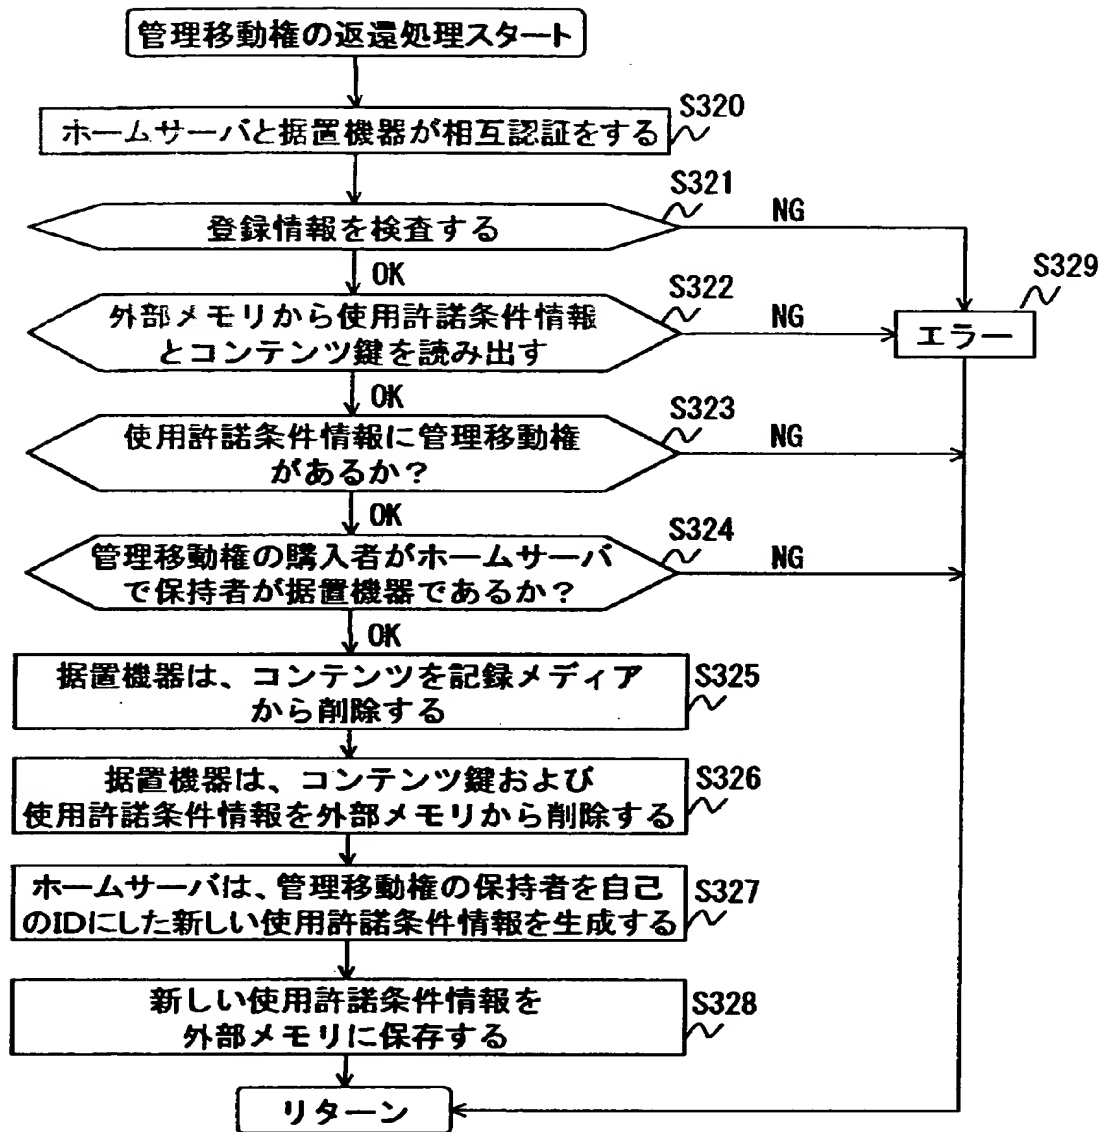 管理移動権の返還処理スタート
S320
ホームサーバと据置機器が相互認証をする
S321
登録情報を検査する
NG
OK
S322
外部メモリから使用許諾条件情報
とコンテンツ鍵を読み出す
NG
S329
エラー
OK
S323
使用許諾条件情報に管理移動権
があるか?
NG
OK
S324
管理移動権の購入者がホームサーバ
で保持者が据置機器であるか?
NG
OK
据置機器は、コンテンツを記録メディア
から削除する
S325
据置機器は、コンテンツ鍵および
使用許諾条件情報を外部メモリから削除する
S326
ホームサーバは、管理移動権の保持者を自己
のIDにした新しい使用許諾条件情報を生成する
S327
新しい使用許諾条件情報を
外部メモリに保存する
S328
リターン